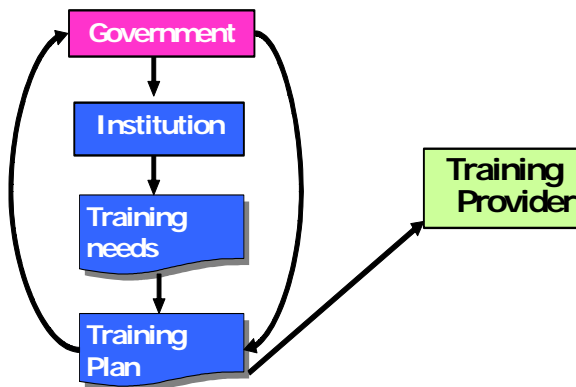 Government
Institution
Training
needs
Training
Plan
Training
Provider